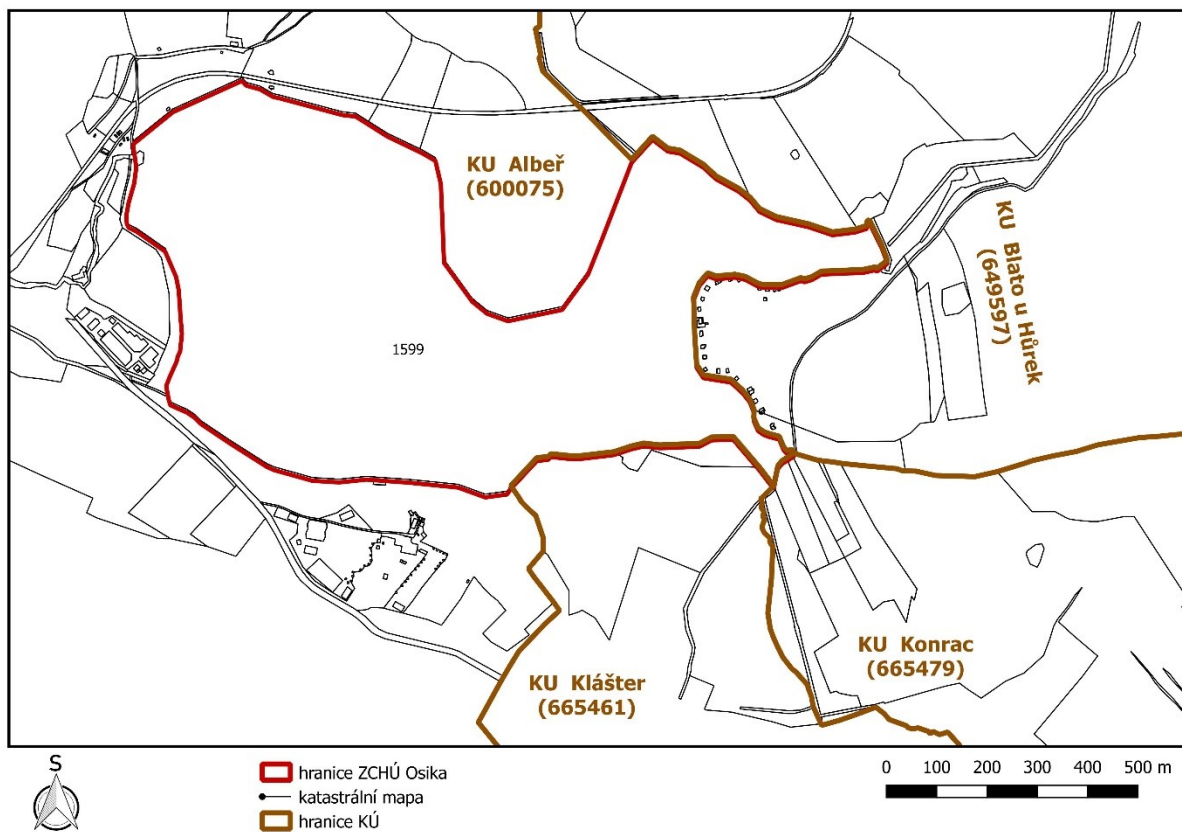 KU Albeř
(600075)
KU Blato u Hůrek
(649597)
1599
KU Konrac
(665479)
KU Klášter
(665461)
S
hranice ZCHÚ Osika
katastrální mapa
hranice KÚ
0 100 200 300 400 500 m